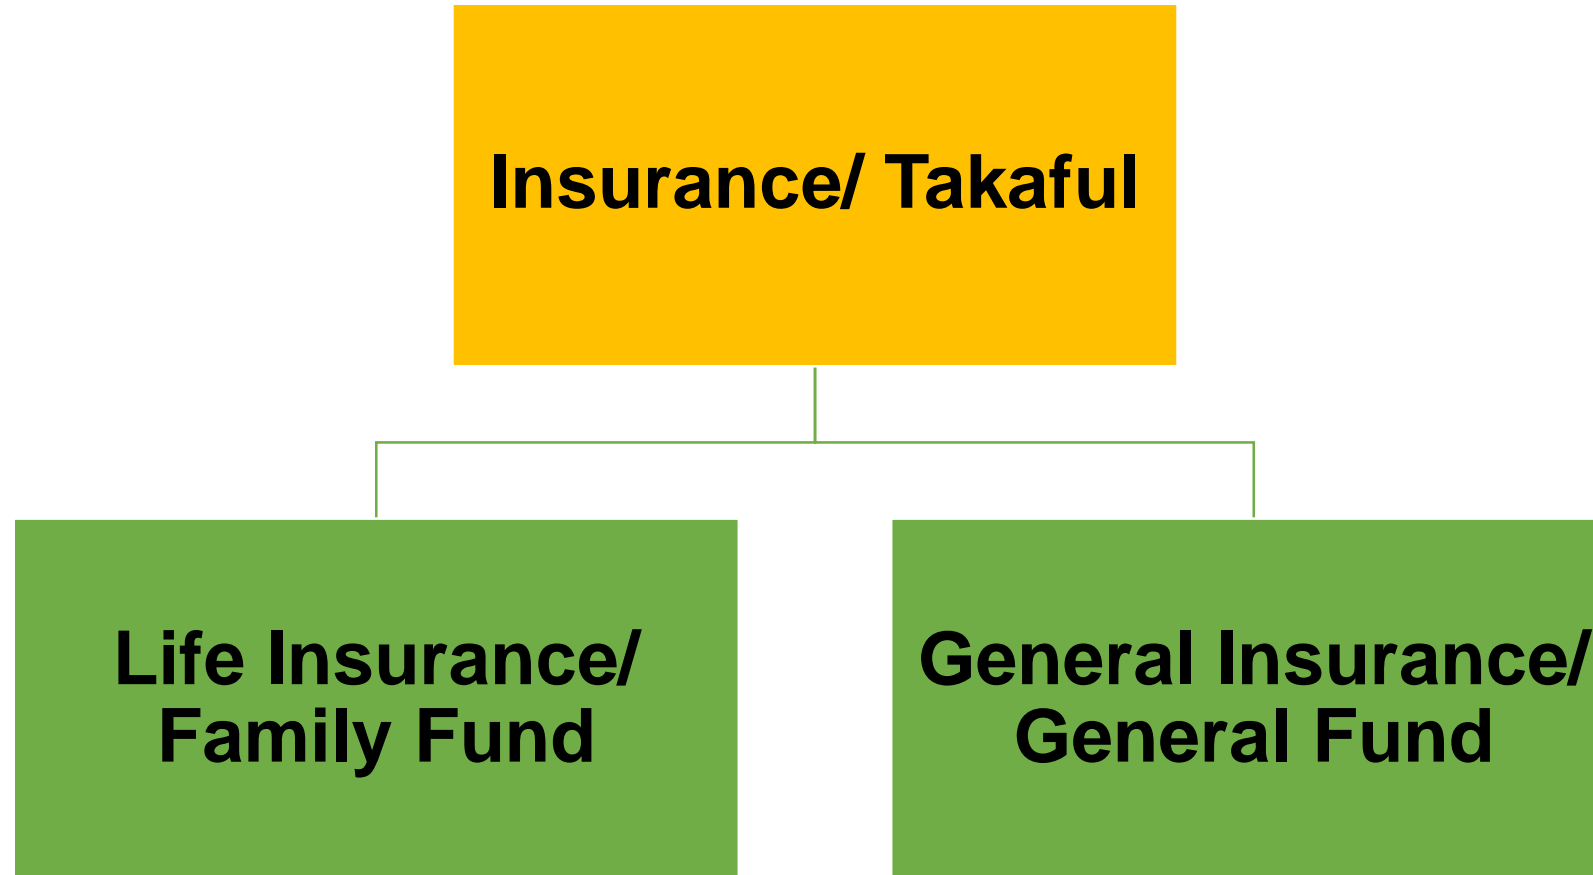 Insurance/ Takaful
Life Insurance/
Family Fund
General Insurance/
General Fund